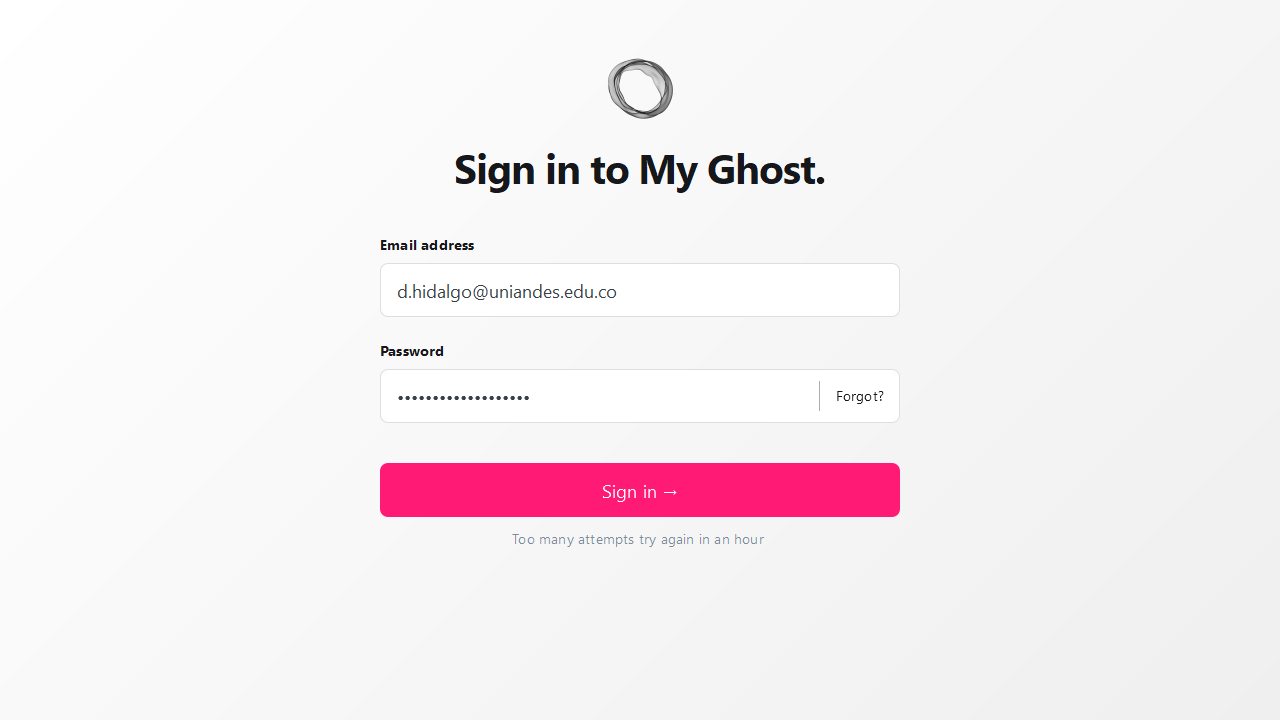 Sign in to My Ghost.
Email address
d.hidalgo@uniandes.edu.co
Password
•••••••••••••••••••
Forgot?
Sign in →
Too many attempts try again in an hour